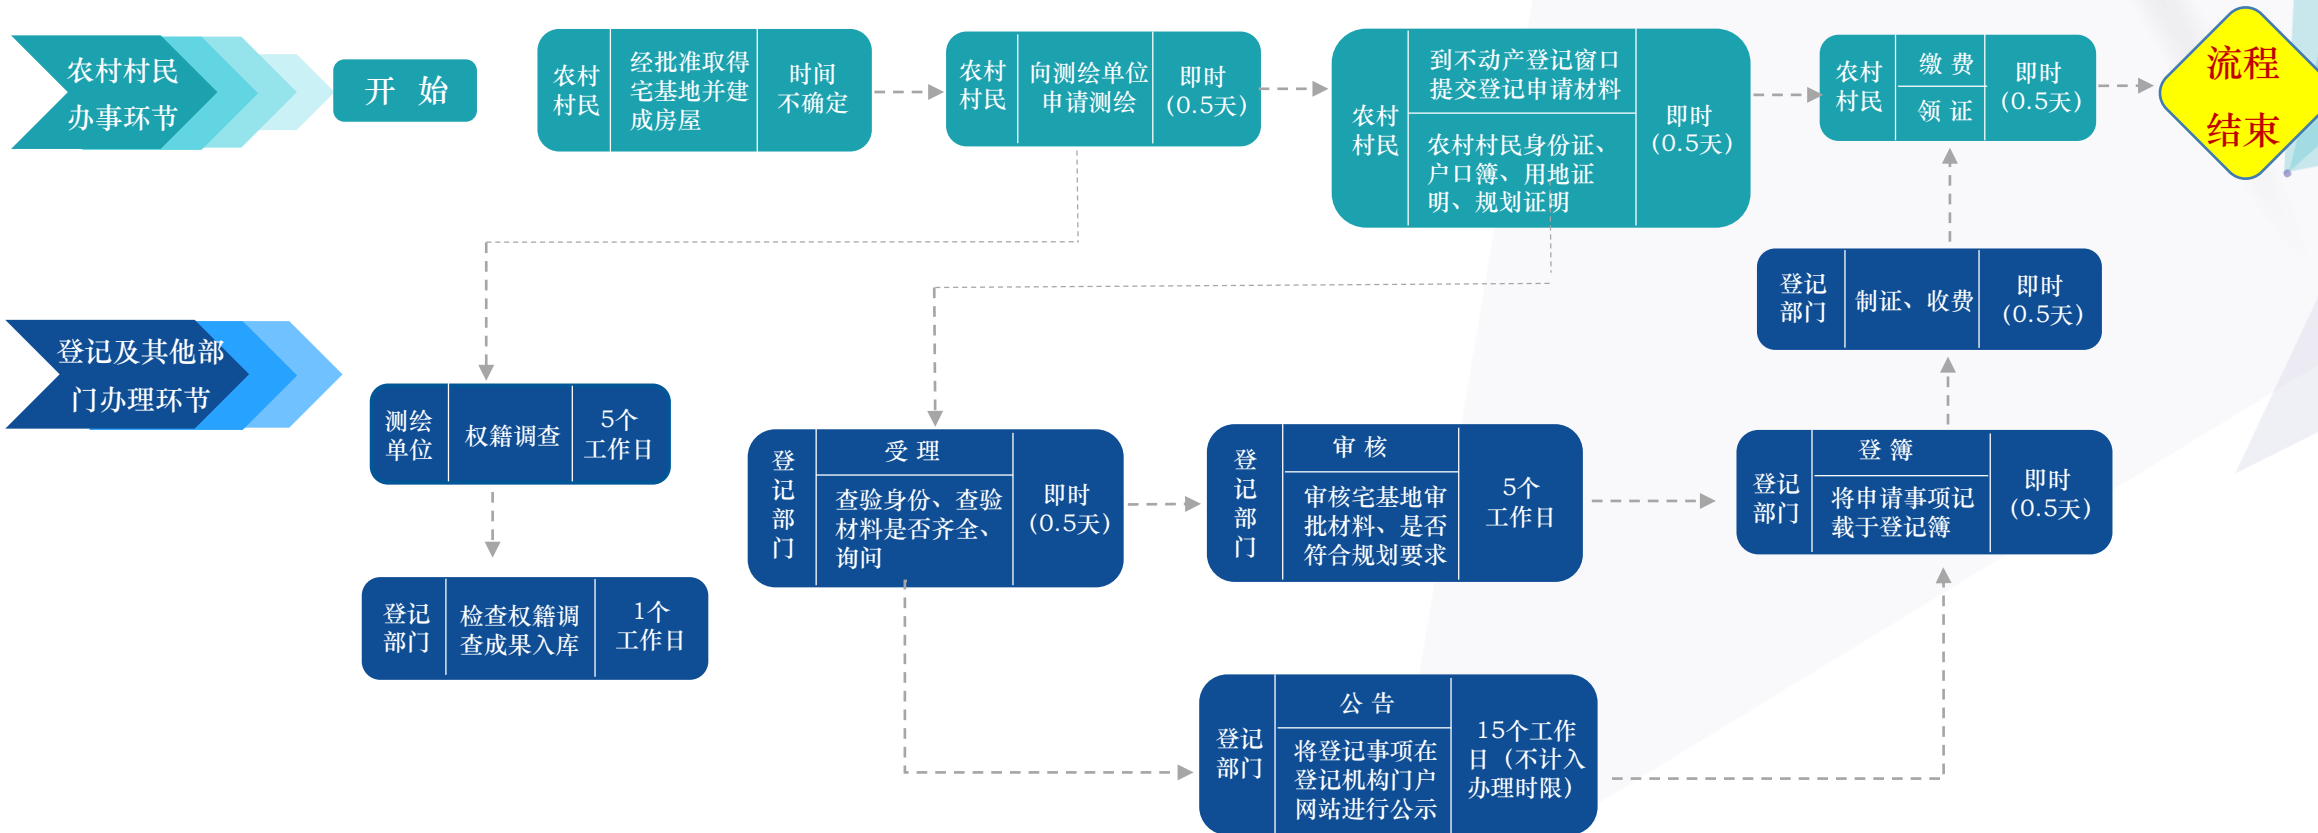 农村村民
办事环节
开 始
农村
村民
经批准取得
宅基地并建
成房屋
时间
不确定
农村
村民
向测绘单位
申请测绘
即时
(0.5天)
农村
村民
到不动产登记窗口
提交登记申请材料
农村村民身份证、
户口簿、用地证
明、规划证明
即时
(0.5天)
农村
村民
缴 费
领 证
即时
(0.5天)
流程
结束
登记及其他部
门办理环节
测绘
单位
权籍调查
5个
工作日
登记
部门
检查权籍调
查成果入库
1个
工作日
登
记
部
门
受 理
查验身份、查验
材料是否齐全、
询问
即时
(0.5天)
登
记
部
门
审 核
审核宅基地审
批材料、是否
符合规划要求
5个
工作日
登记
部门
公 告
将登记事项在
登记机构门户
网站进行公示
15个工作
日（不计入
办理时限）
登记
部门
登 簿
将申请事项记
载于登记簿
即时
(0.5天)
登记
部门
制证、收费
即时
(0.5天)